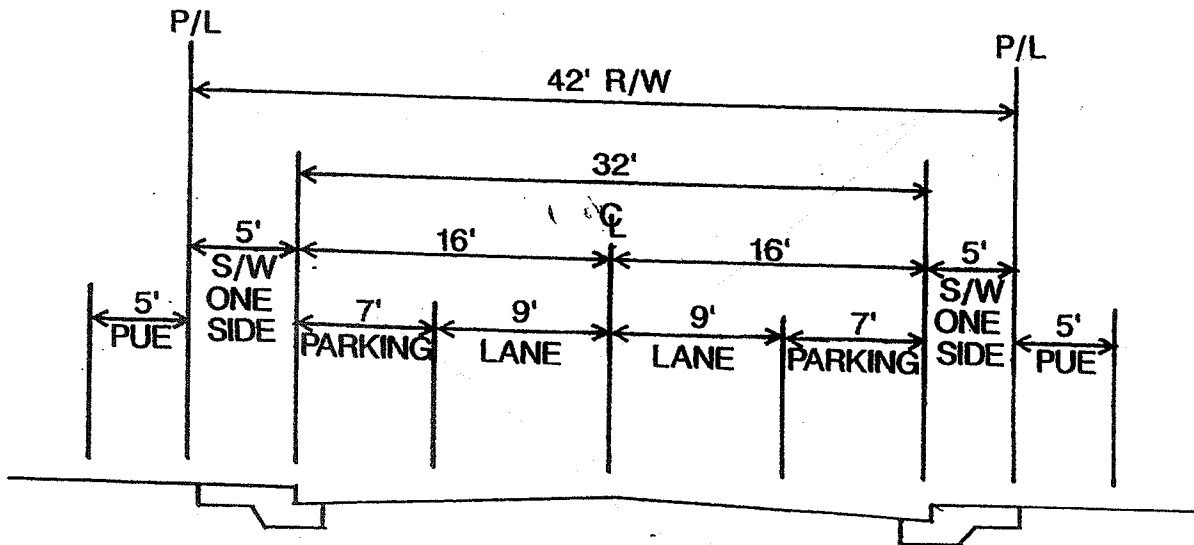 P/L
P/L
42' R/W
32'
℄
5'
16'
16'
5'
S/W
ONE
SIDE
S/W
ONE
SIDE
5'
PUE
7'
PARKING
9'
LANE
9'
LANE
7'
PARKING
5'
PUE